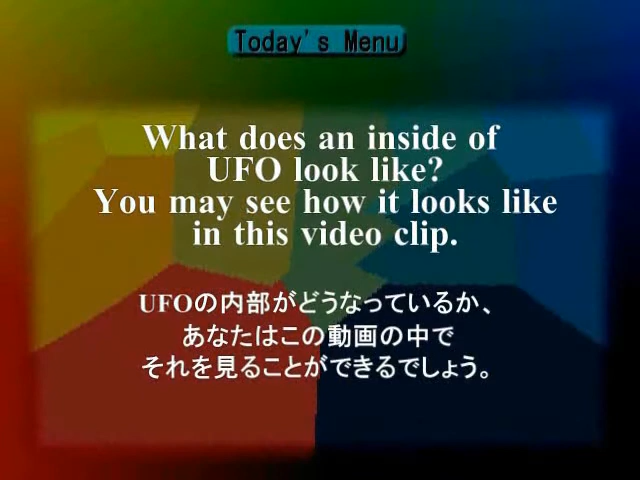 Today's Menu
What does an inside of
UFO look like?
You may see how it looks like
in this video clip.
UFOの内部がどうなっているか、
あなたはこの動画の中で
それを見ることができるでしょう。